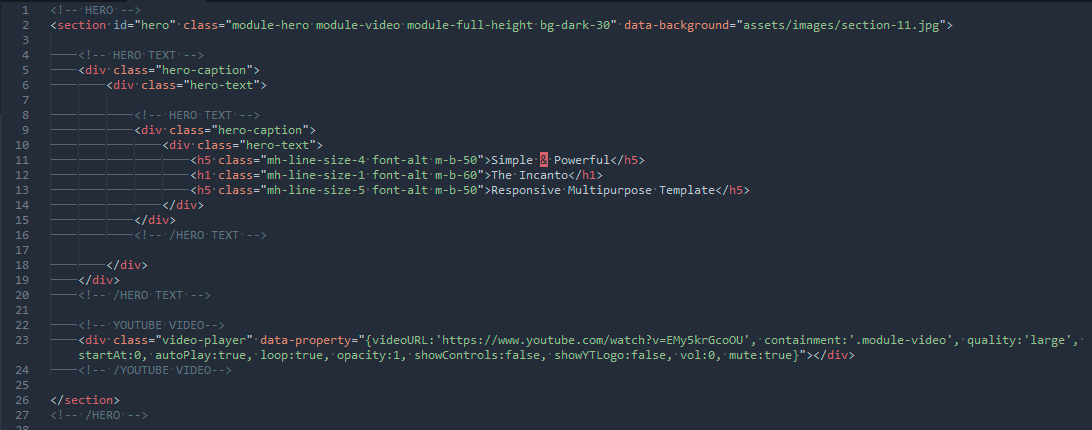 1 <!-- HERO -->
2 <section id="hero" class="module-hero module-video module-full-height bg-dark-30" data-background="assets/images/section-11.jpg">
3
4 <!-- HERO TEXT -->
5 <div class="hero-caption">
6 <div class="hero-text">
7
8 <!-- HERO TEXT -->
9 <div class="hero-caption">
10 <div class="hero-text">
11 <h5 class="mh-line-size-4 font-alt m-b-50">Simple & Powerful</h5>
12 <h1 class="mh-line-size-1 font-alt m-b-60">The Incanto</h1>
13 <h5 class="mh-line-size-5 font-alt m-b-50">Responsive Multipurpose Template</h5>
14 </div>
15 </div>
16 <!-- /HERO TEXT -->
17
18 </div>
19 </div>
20 <!-- /HERO TEXT -->
21
22 <!-- YOUTUBE VIDEO-->
23 <div class="video-player" data-property="{videoURL:'https://www.youtube.com/watch?v=EMy5krGcoOU', containment:'.module-video', quality:'large',
startAt:0, autoPlay:true, loop:true, opacity:1, showControls:false, showYTLogo:false, vol:0, mute:true}"></div>
24 <!-- /YOUTUBE VIDEO-->
25
26 </section>
27 <!-- /HERO -->
28